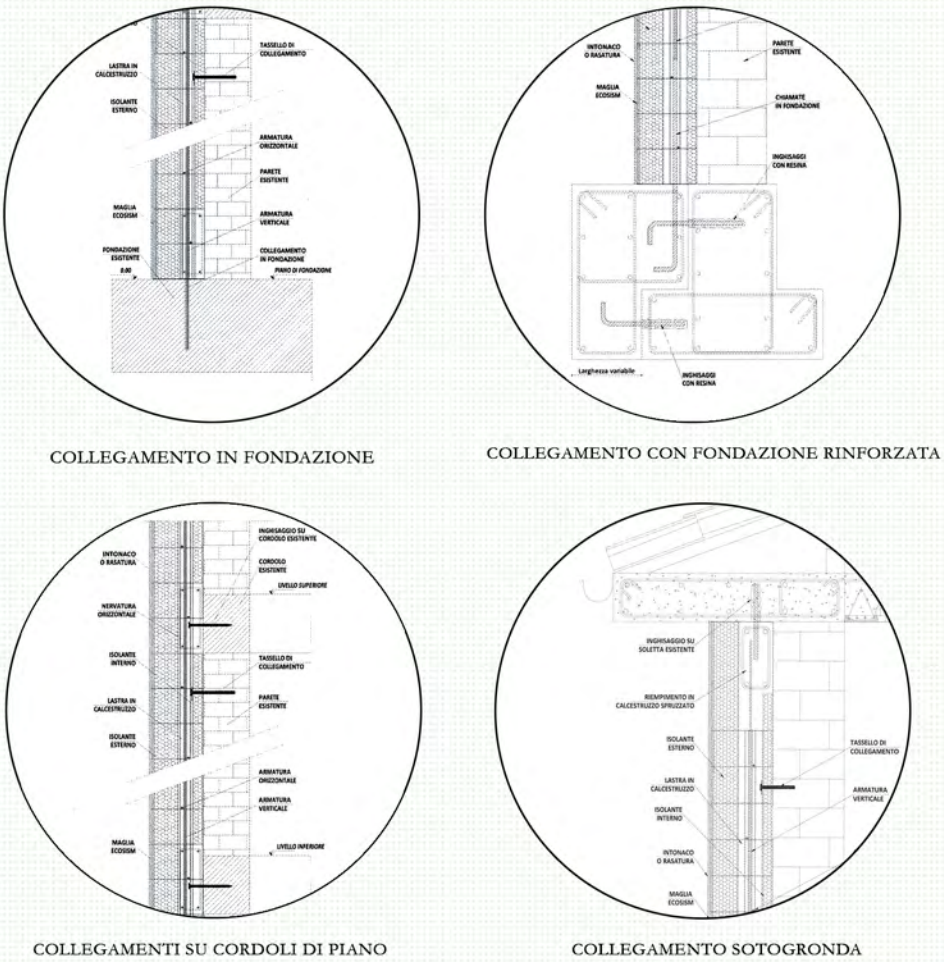 TASSELLO DI
COLLEGAMENTO
LASTRA IN
CALCESTRUZZO
ISOLANTE
ESTERNO
ARMATURA
ORIZZONTALE
PARETE
ESISTENTE
MAGLIA
ECOSISM
ARMATURA
VERTICALE
FONDAZIONE
ESISTENTE
COLLEGAMENTO
IN FONDAZIONE
0.00
PIANO DI FONDAZIONE
COLLEGAMENTO IN FONDAZIONE
INTONACO
O RASATURA
PARETE
ESISTENTE
MAGLIA
ECOSISM
CHIAMATE
IN FONDAZIONE
INGHISAGGI
CON RESINA
Larghezza variabile
INGHISAGGI
CON RESINA
COLLEGAMENTO CON FONDAZIONE RINFORZATA
INGHISAGGIO SU
CORDOLO ESISTENTE
INTONACO
O RASATURA
CORDOLO
ESISTENTE
LIVELLO SUPERIORE
NERVATURA
ORIZZONTALE
ISOLANTE
INTERNO
TASSELLO DI
COLLEGAMENTO
LASTRA IN
CALCESTRUZZO
PARETE
ESISTENTE
ISOLANTE
ESTERNO
ARMATURA
ORIZZONTALE
ARMATURA
VERTICALE
MAGLIA
ECOSISM
LIVELLO INFERIORE
COLLEGAMENTI SU CORDOLI DI PIANO
INGHISAGGIO SU
SOLETTA ESISTENTE
RIEMPIMENTO IN
CALCESTRUZZO SPRUZZATO
ISOLANTE
ESTERNO
TASSELLO DI
COLLEGAMENTO
LASTRA IN
CALCESTRUZZO
ARMATURA
VERTICALE
ISOLANTE
INTERNO
INTONACO
O RASATURA
MAGLIA
ECOSISM
COLLEGAMENTO SOTOGRONDA